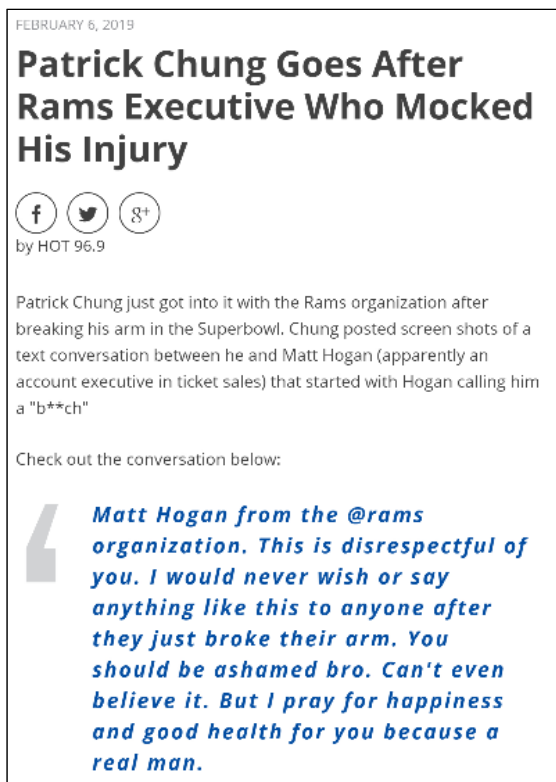 FEBRUARY 6, 2019
Patrick Chung Goes After
Rams Executive Who Mocked
His Injury
f g+
by HOT 96.9
Patrick Chung just got into it with the Rams organization after
breaking his arm in the Superbowl. Chung posted screen shots of a
text conversation between he and Matt Hogan (apparently an
account executive in ticket sales) that started with Hogan calling him
a "b**ch"
Check out the conversation below:
‘ Matt Hogan from the @rams
organization. This is disrespectful of
you. I would never wish or say
anything like this to anyone after
they just broke their arm. You
should be ashamed bro. Can't even
believe it. But I pray for happiness
and good health for you because a
real man.